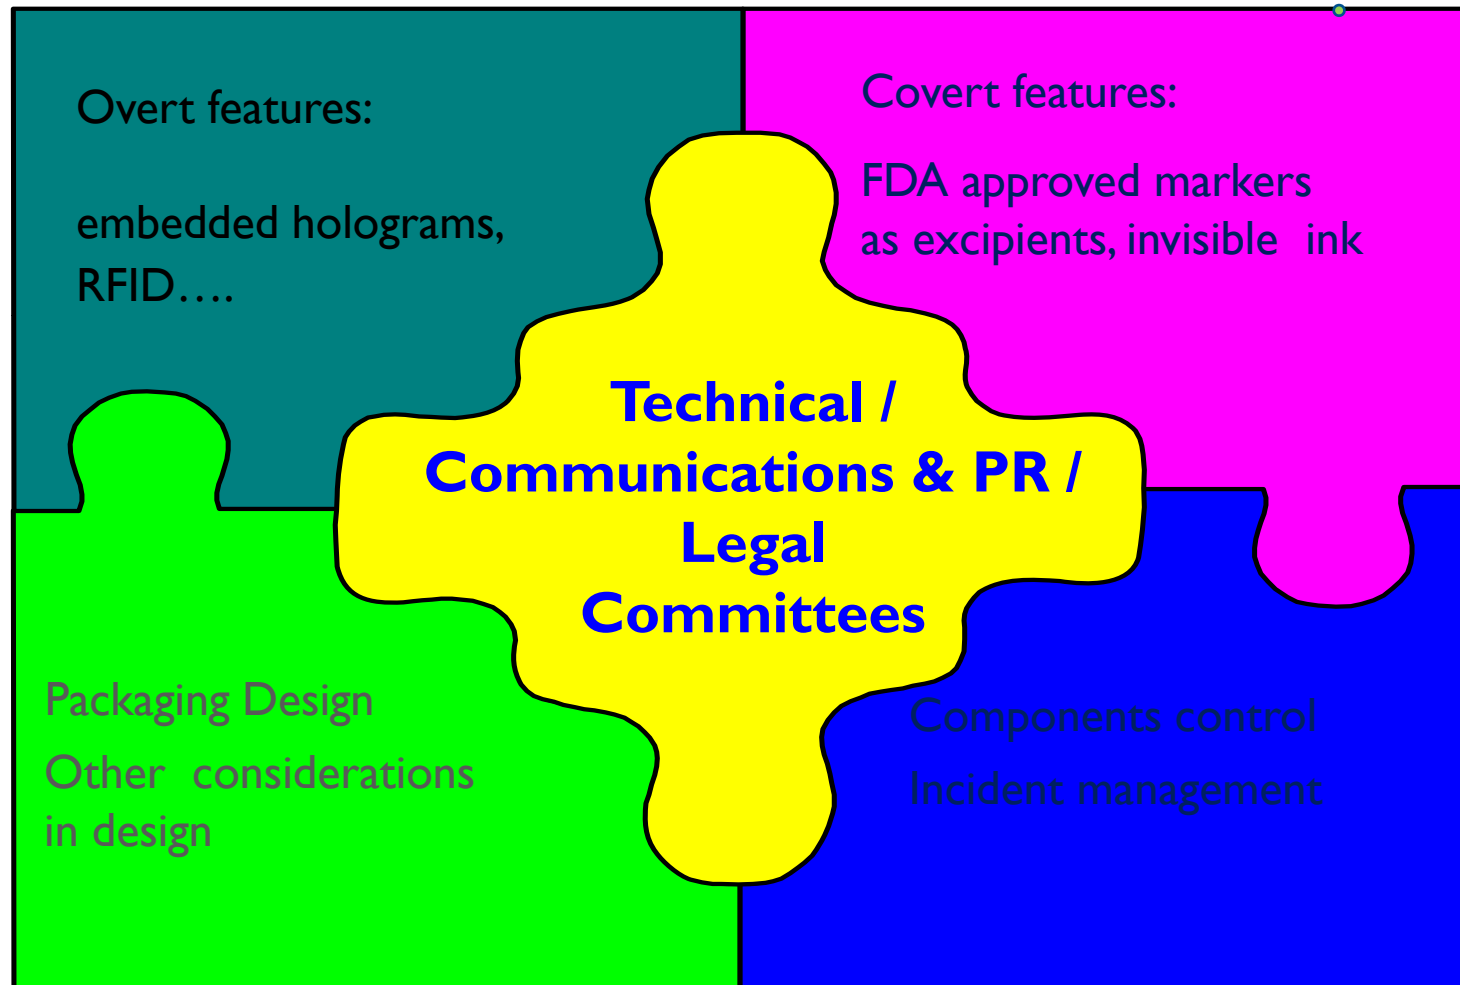 Overt features:
embedded holograms,
RFID....
Covert features:
FDA approved markers
as excipients, invisible ink
Technical /
Communications & PR /
Legal
Committees
Packaging Design
Other considerations
in design
Components control
Incident management